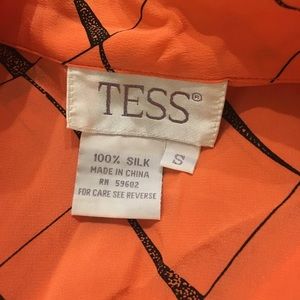 TESS®
100% SILK
MADE IN CHINA
RN 59602
FOR CARE SEE REVERSE
S